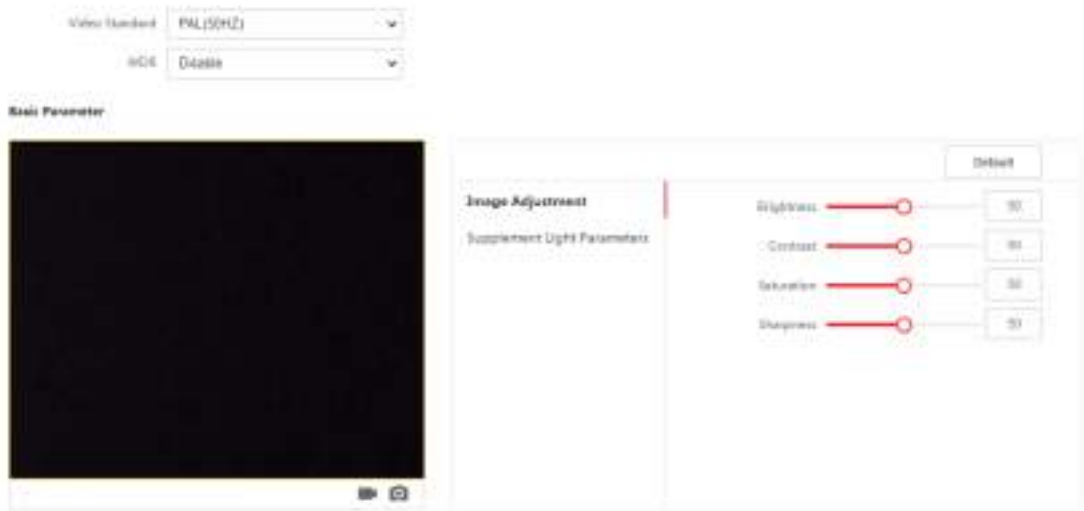 Video Standard PAL(50HZ)
WDR Disable
Basic Parameter
Default
Image Adjustment
Supplement Light Parameters
Brightness 50
Contrast 50
Saturation 50
Sharpness 50